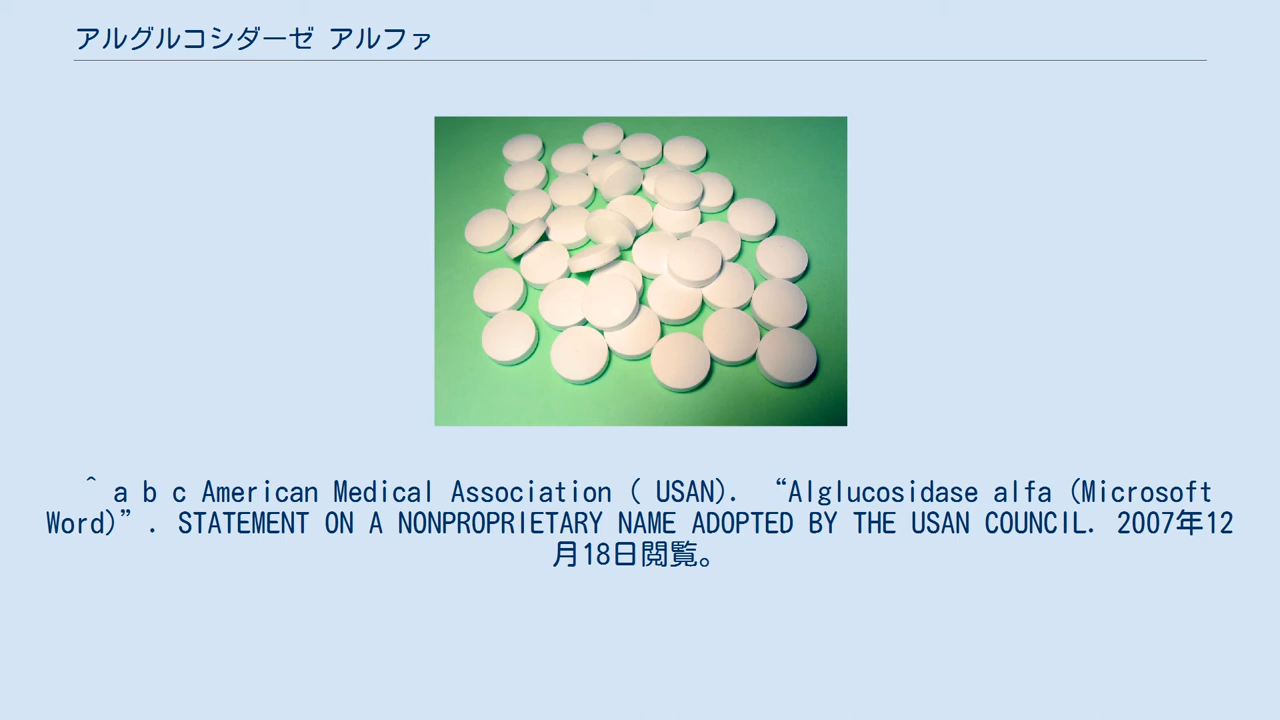 アルグルコシダーゼ アルファ
^ a b c American Medical Association ( USAN). “Alglucosidase alfa (Microsoft
Word)” . STATEMENT ON A NONPROPRIETARY NAME ADOPTED BY THE USAN COUNCIL. 2007年12
月18日閲覧。